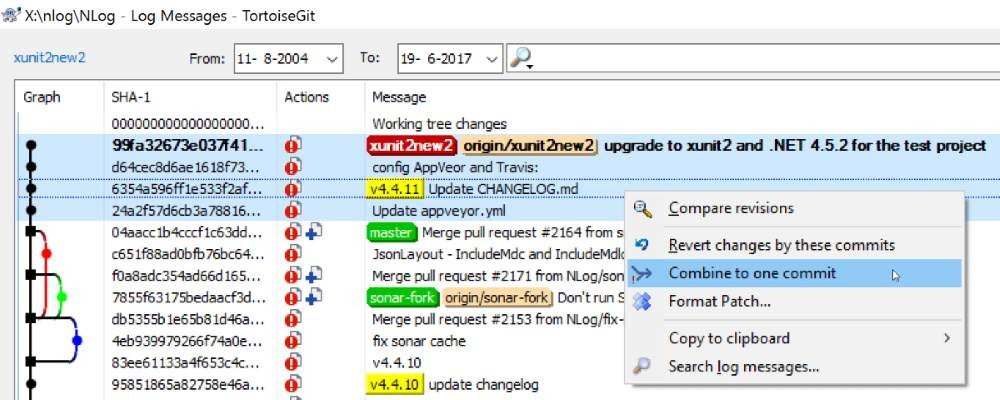 X:\nlog\NLog - Log Messages - TortoiseGit
xunit2new2 From: 11- 8-2004 To: 19- 6-2017
Graph SHA-1 Actions Message
000000000000000000... Working tree changes
99fa32673e037f41... xunit2new2 origin/xunit2new2 upgrade to xunit2 and .NET 4.5.2 for the test project
d64cec8d6ae1618f73... config AppVeor and Travis:
6354a596ff1e533f2af... v4.4.11 Update CHANGELOG.md
24a2f57d6cb3a78816... Update appveyor.yml
04aacc1b4cccf1c63dd... master Merge pull request #2164 from s
c651f88ad0bfb76bc64... JsonLayout - IncludeMdc and IncludeMdlc
f0a8adc354ad66d165... Merge pull request #2171 from NLog/son
7855f63175bedaacf3d... sonar-fork origin/sonar-fork Don't run S
db5355b1e65b81d46a... Merge pull request #2153 from NLog/fix-
4eb939979266f74a0e... fix sonar cache
83ee61133a4f653c4c... v4.4.10
95851865a82758e46a... v4.4.10 update changelog
Compare revisions
Revert changes by these commits
Combine to one commit
Format Patch...
Copy to clipboard
Search log messages...